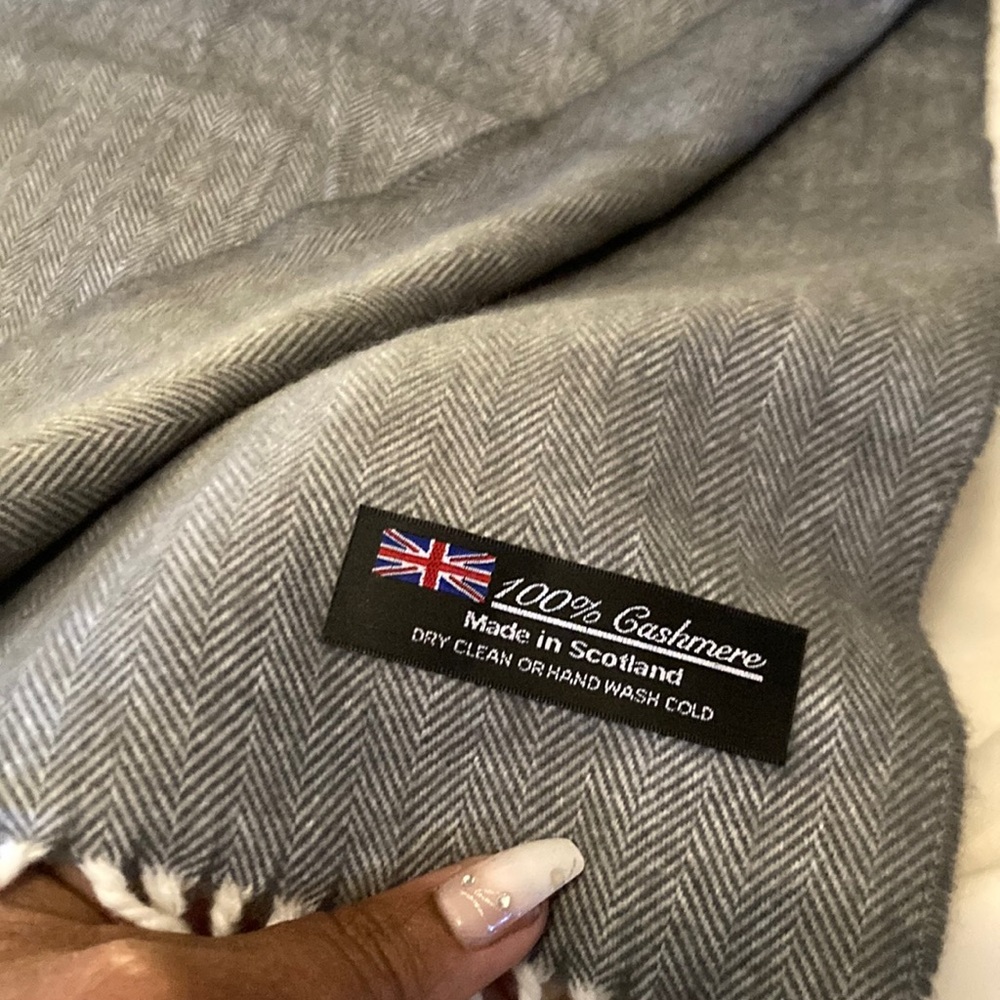 100% Cashmere
Made in Scotland
DRY CLEAN OR HAND WASH COLD